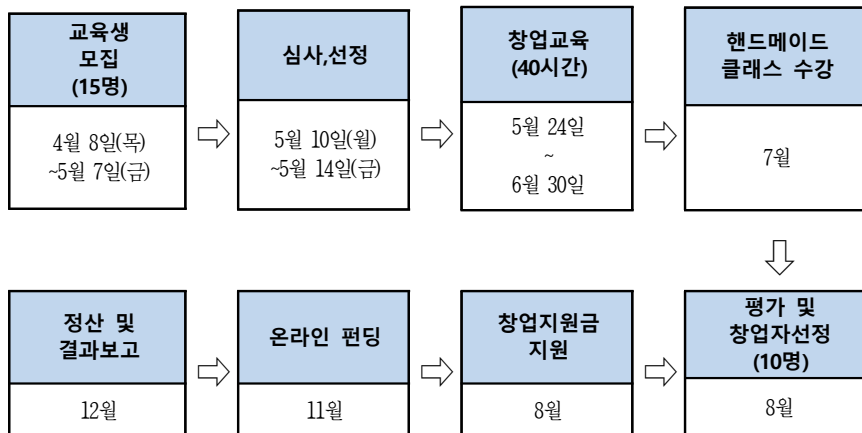 교육생
모집
(15명)
4월 8일(목)
~5월 7일(금)
심사,선정
5월 10일(월)
~5월 14일(금)
창업교육
(40시간)
5월 24일
~
6월 30일
핸드메이드
클래스 수강
7월
정산 및
결과보고
12월
온라인 펀딩
11월
창업지원금
지원
8월
평가 및
창업자선정
(10명)
8월